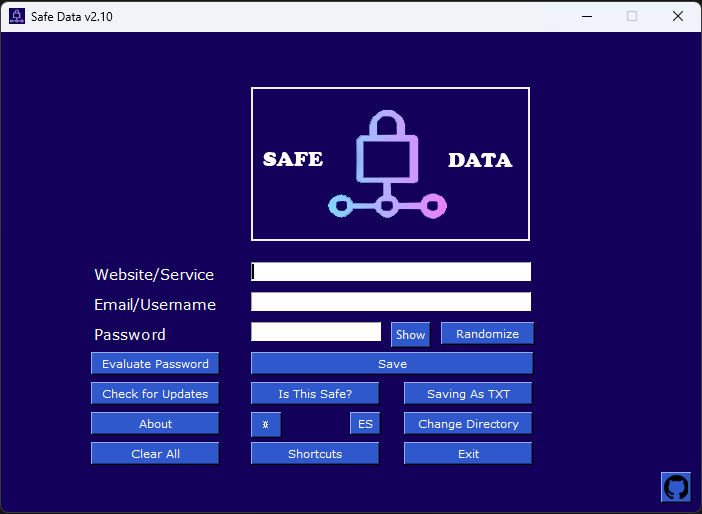 Safe Data v2.10
SAFE DATA
Website/Service
Email/Username
Password Show Randomize
Evaluate Password Save
Check for Updates Is This Safe? Saving As TXT
About ☼ ES Change Directory
Clear All Shortcuts Exit